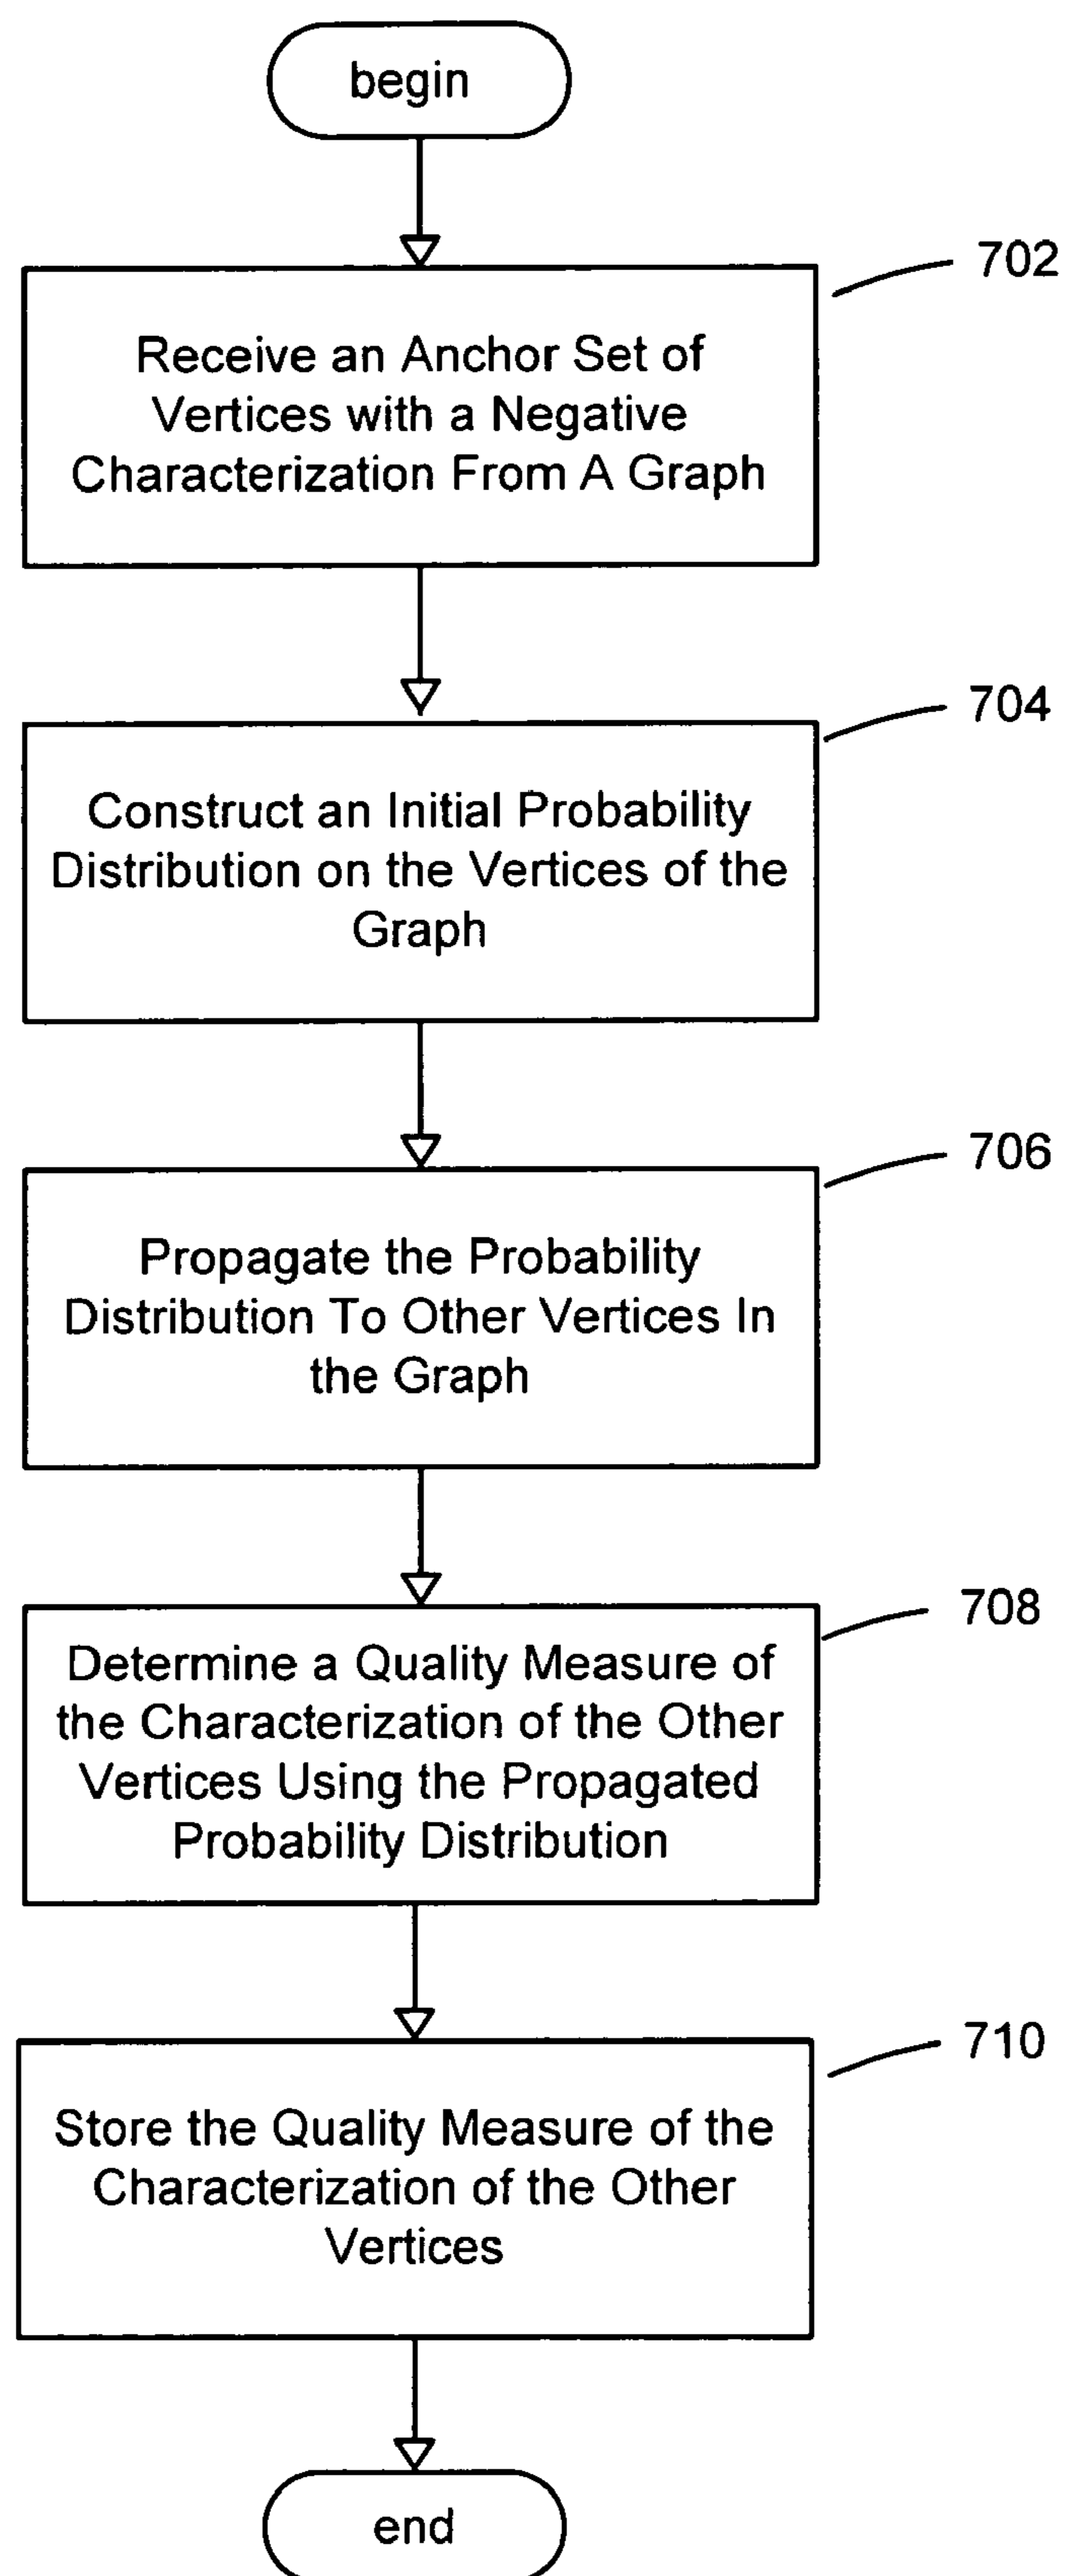 begin
702
Receive an Anchor Set of
Vertices with a Negative
Characterization From A Graph
704
Construct an Initial Probability
Distribution on the Vertices of the
Graph
706
Propagate the Probability
Distribution To Other Vertices In
the Graph
708
Determine a Quality Measure of
the Characterization of the Other
Vertices Using the Propagated
Probability Distribution
710
Store the Quality Measure of the
Characterization of the Other
Vertices
end